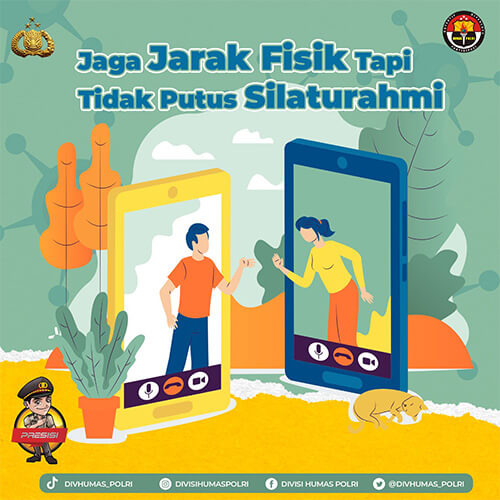 Jaga Jarak Fisik Tapi
Tidak Putus Silaturahmi
PRESISI
DIVHUMAS_POLRI
DIVISIHUMASPOLRI
DIVISI HUMAS POLRI
@DIVHUMAS_POLRI